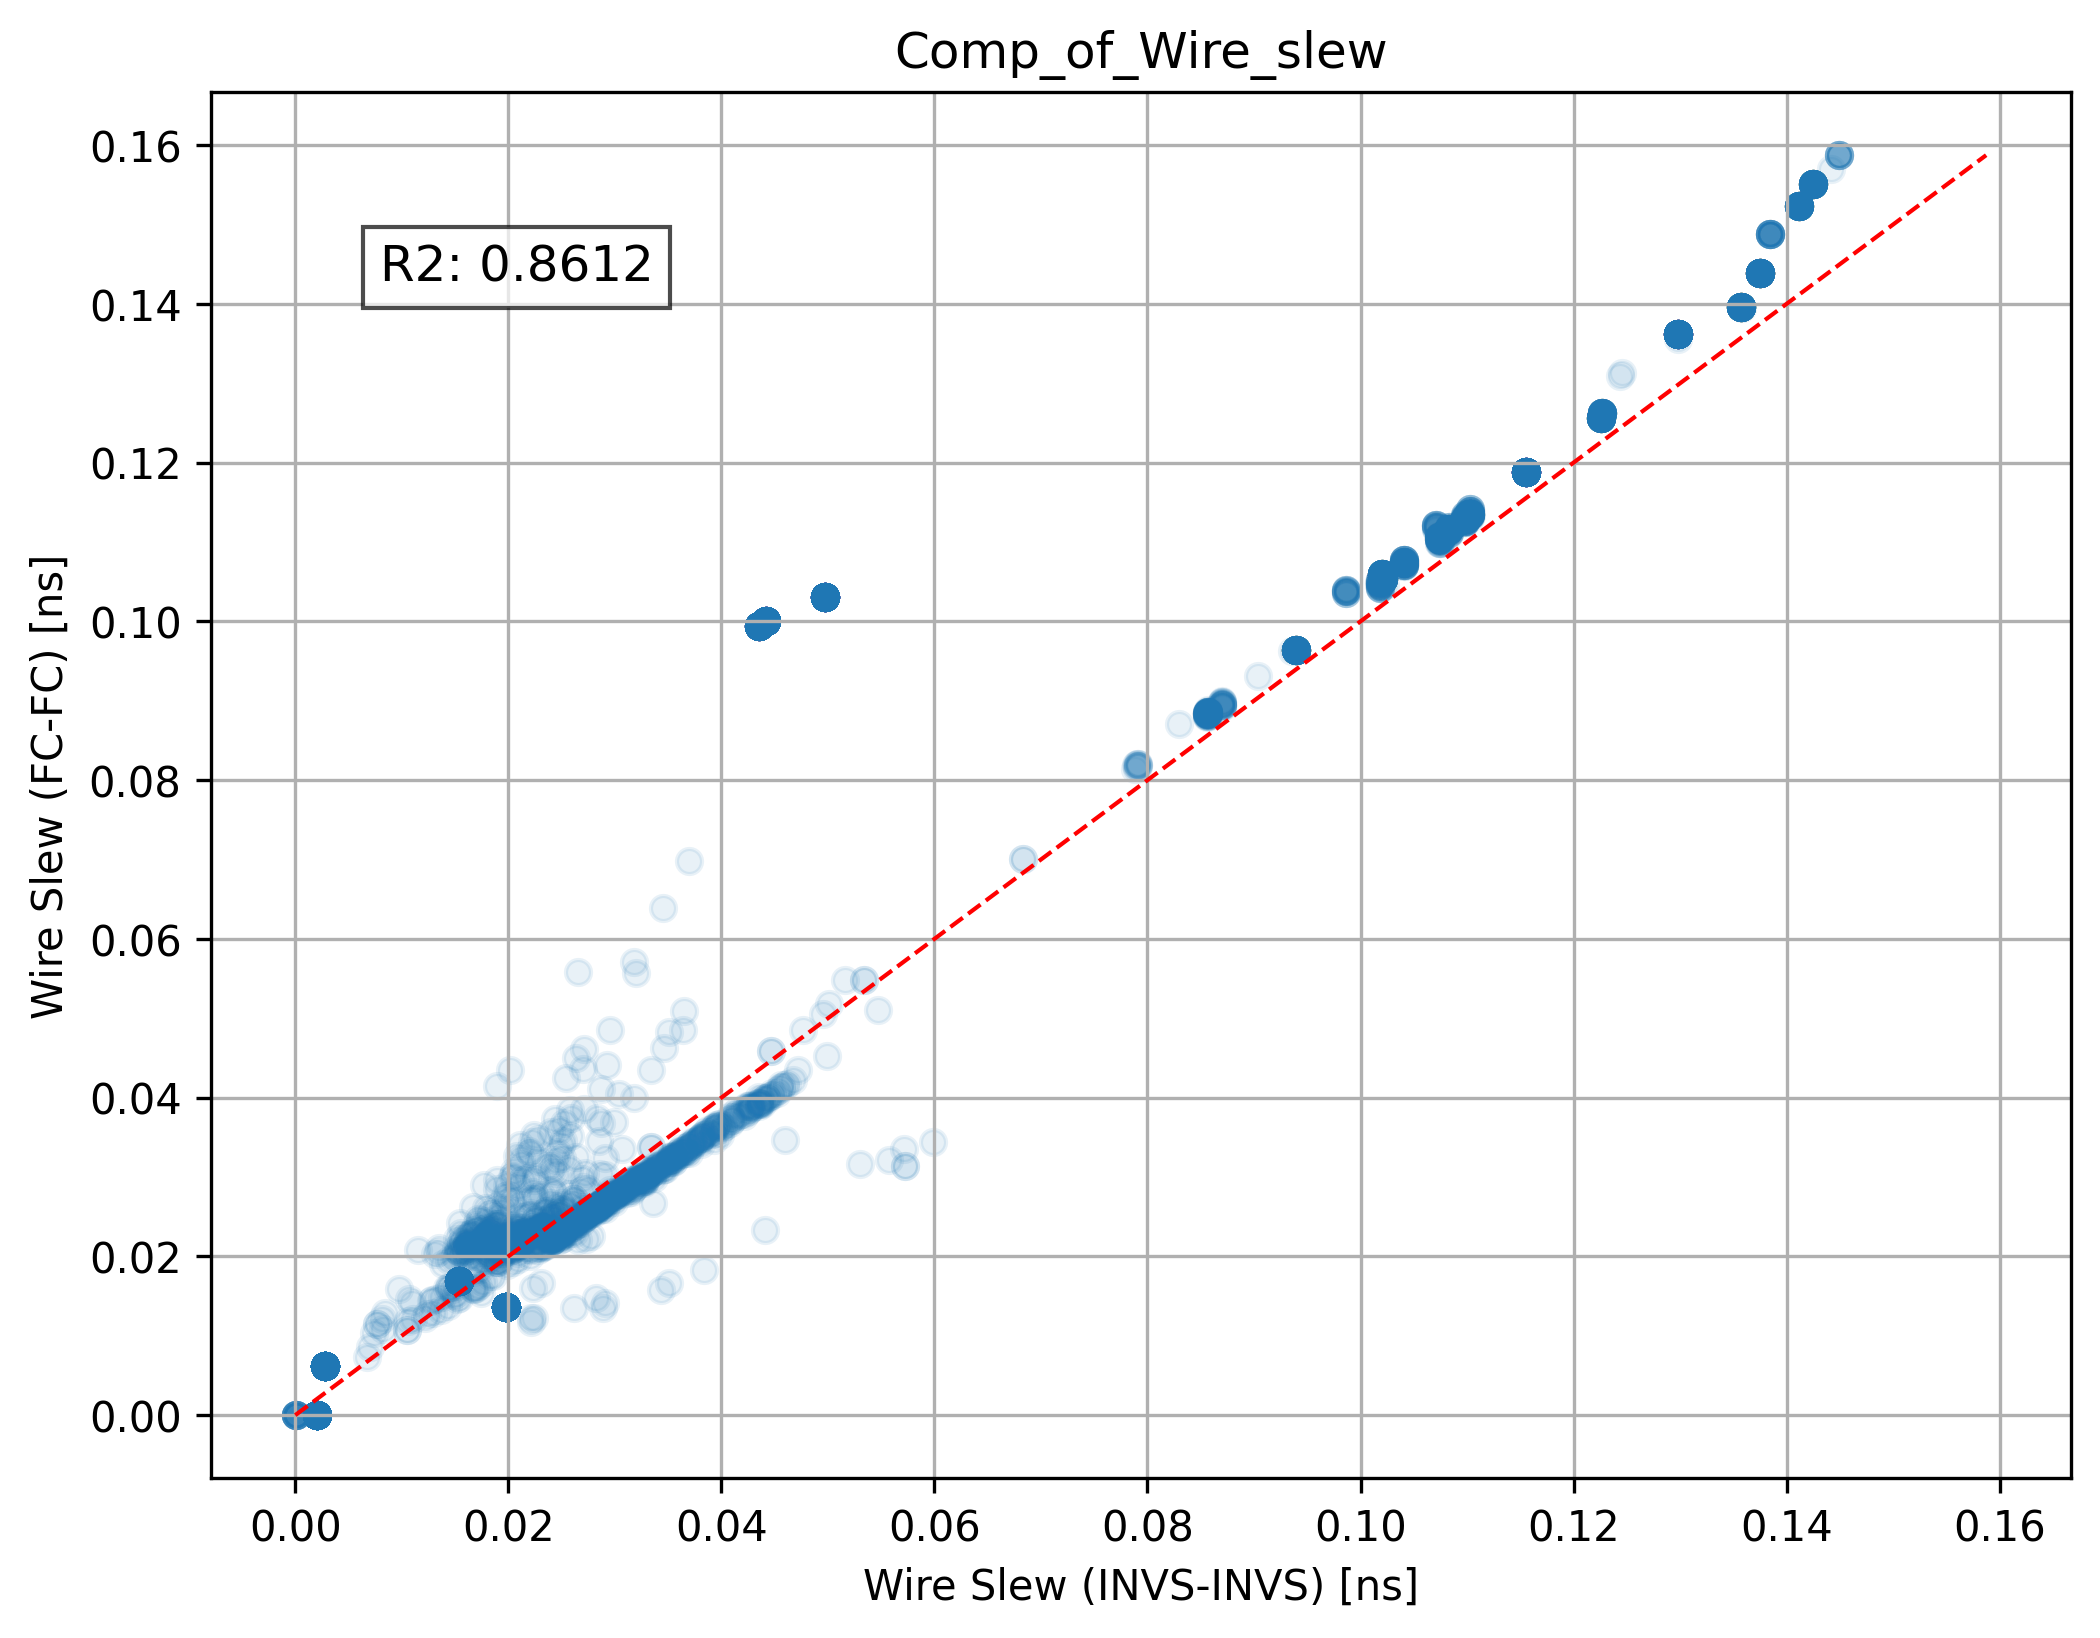 Comp_of_Wire_slew
R2: 0.8612
Wire Slew (FC-FC) [ns]
0.16
0.14
0.12
0.10
0.08
0.06
0.04
0.02
0.00
0.00 0.02 0.04 0.06 0.08 0.10 0.12 0.14 0.16
Wire Slew (INVS-INVS) [ns]